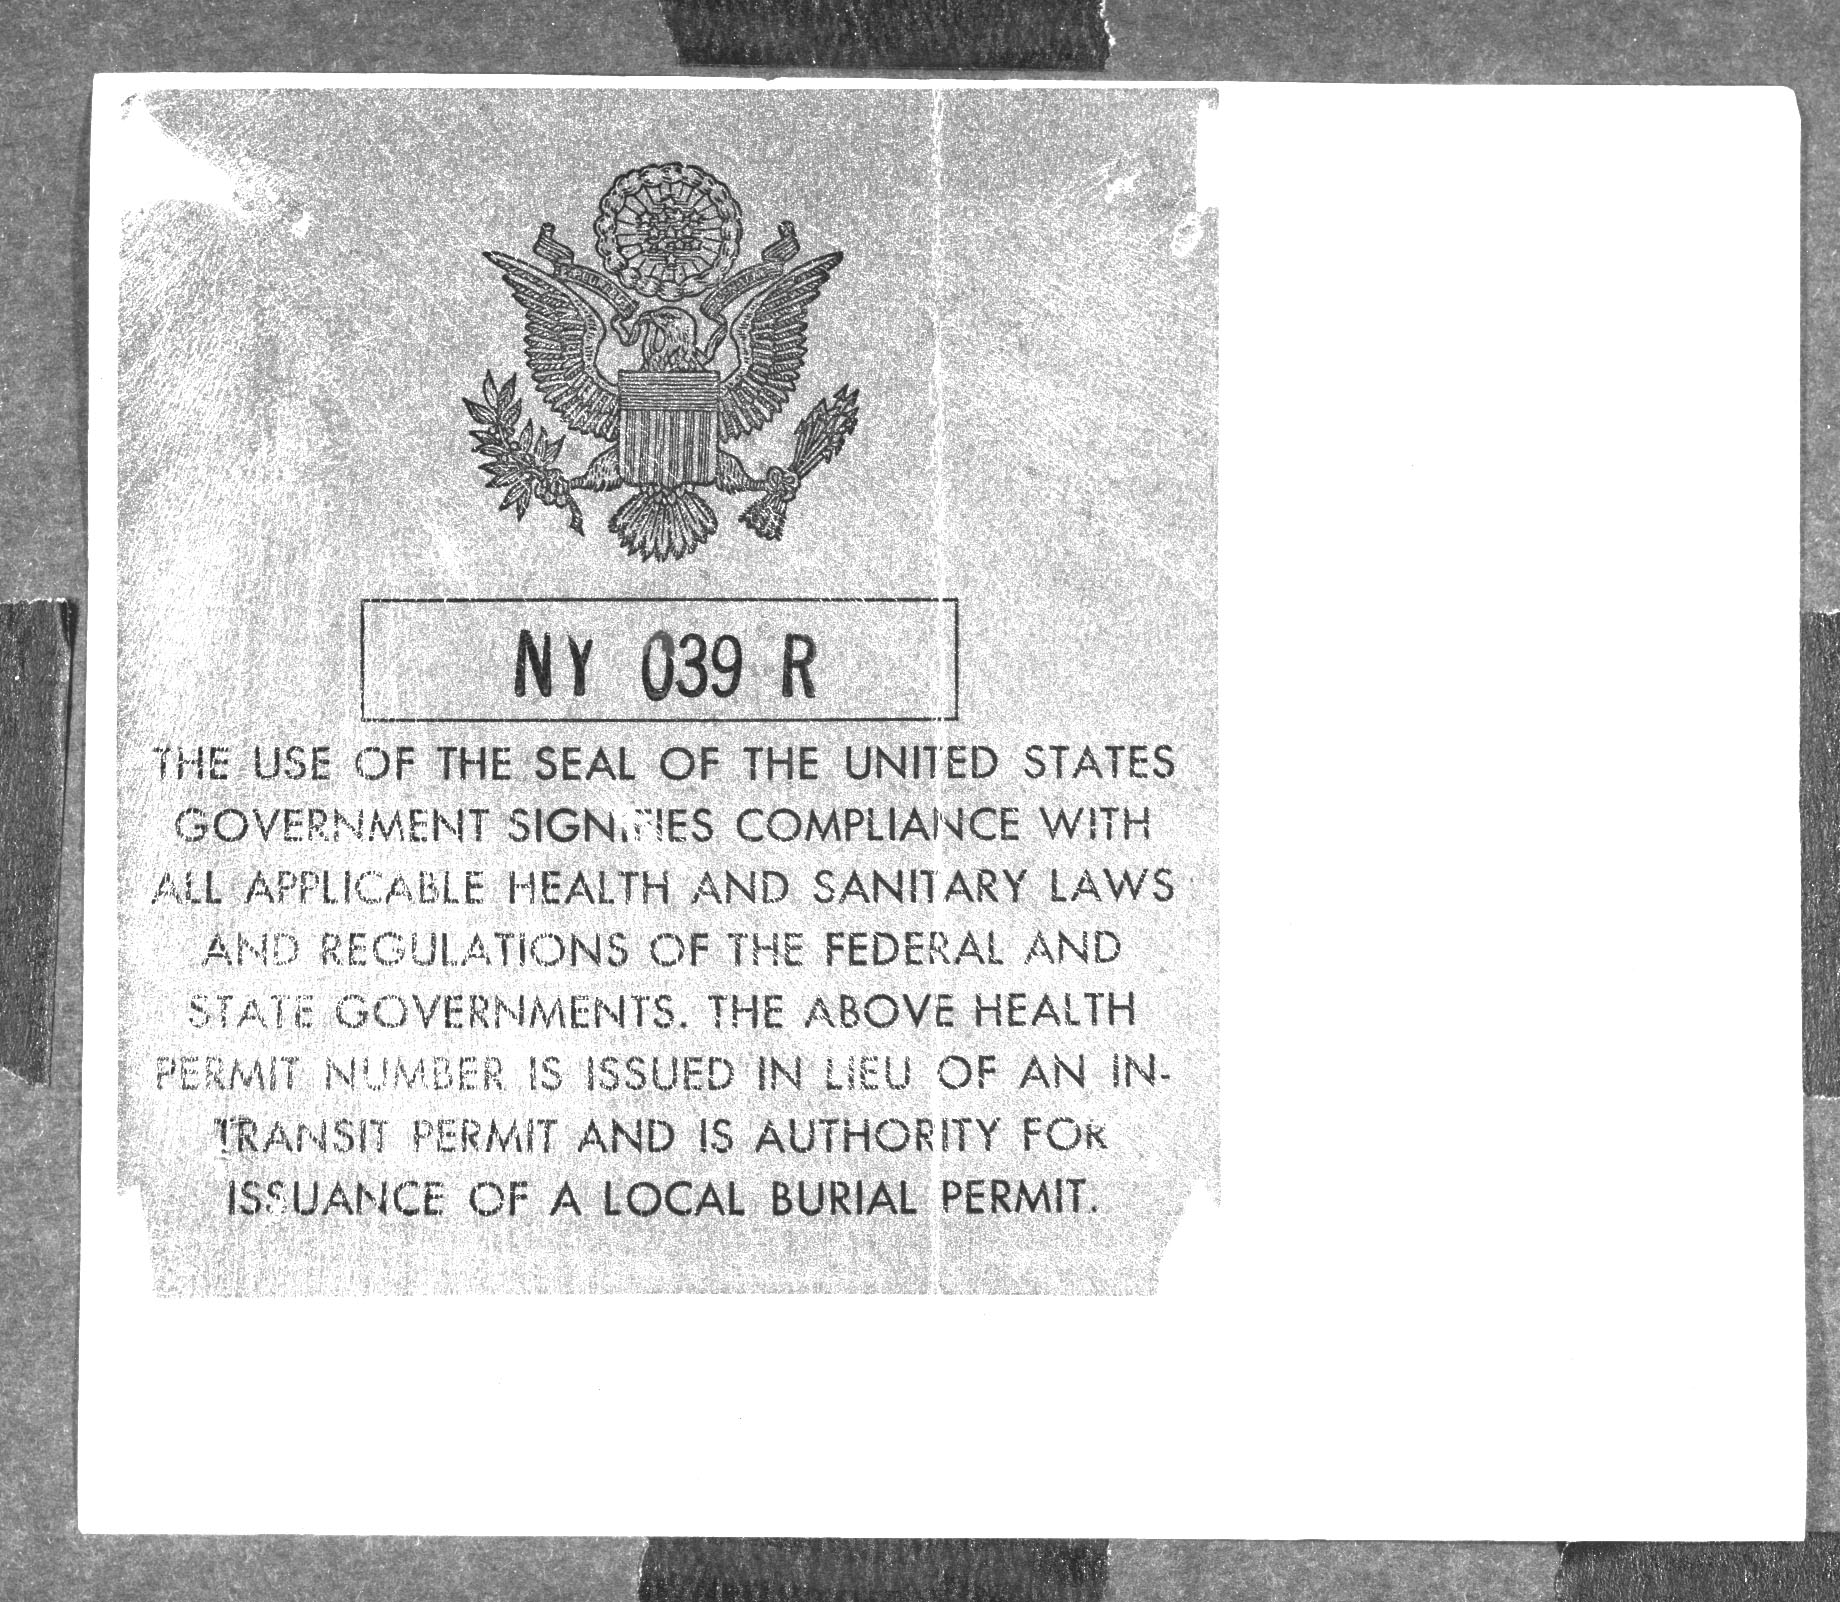 NY 039 R
THE USE OF THE SEAL OF THE UNITED STATES
GOVERNMENT SIGNIFIES COMPLIANCE WITH
ALL APPLICABLE HEALTH AND SANITARY LAWS
AND REGULATIONS OF THE FEDERAL AND
STATE GOVERNMENTS. THE ABOVE HEALTH
PERMIT NUMBER IS ISSUED IN LIEU OF AN IN-
TRANSIT PERMIT AND IS AUTHORITY FOR
ISSUANCE OF A LOCAL BURIAL PERMIT.